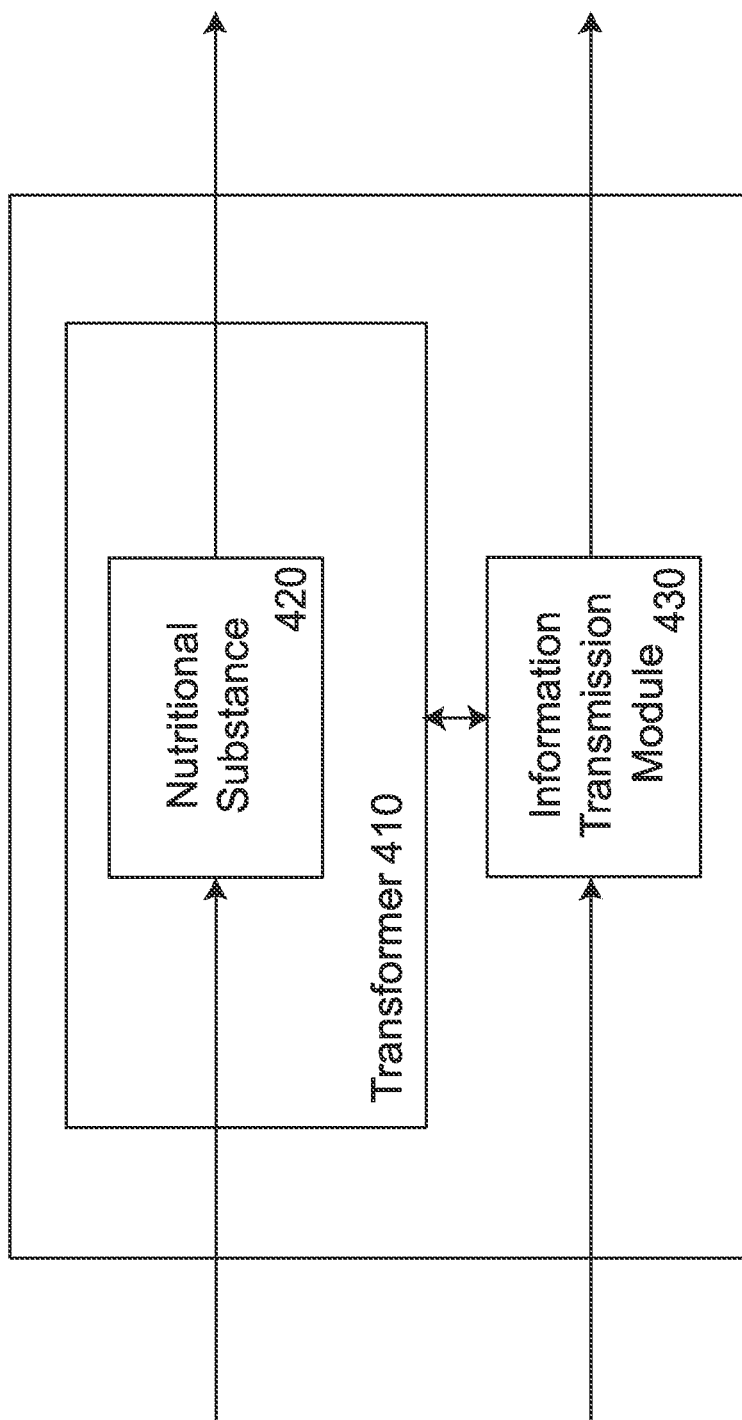 Nutritional
Substance
420
Transformer 410
Information
Transmission
Module 430